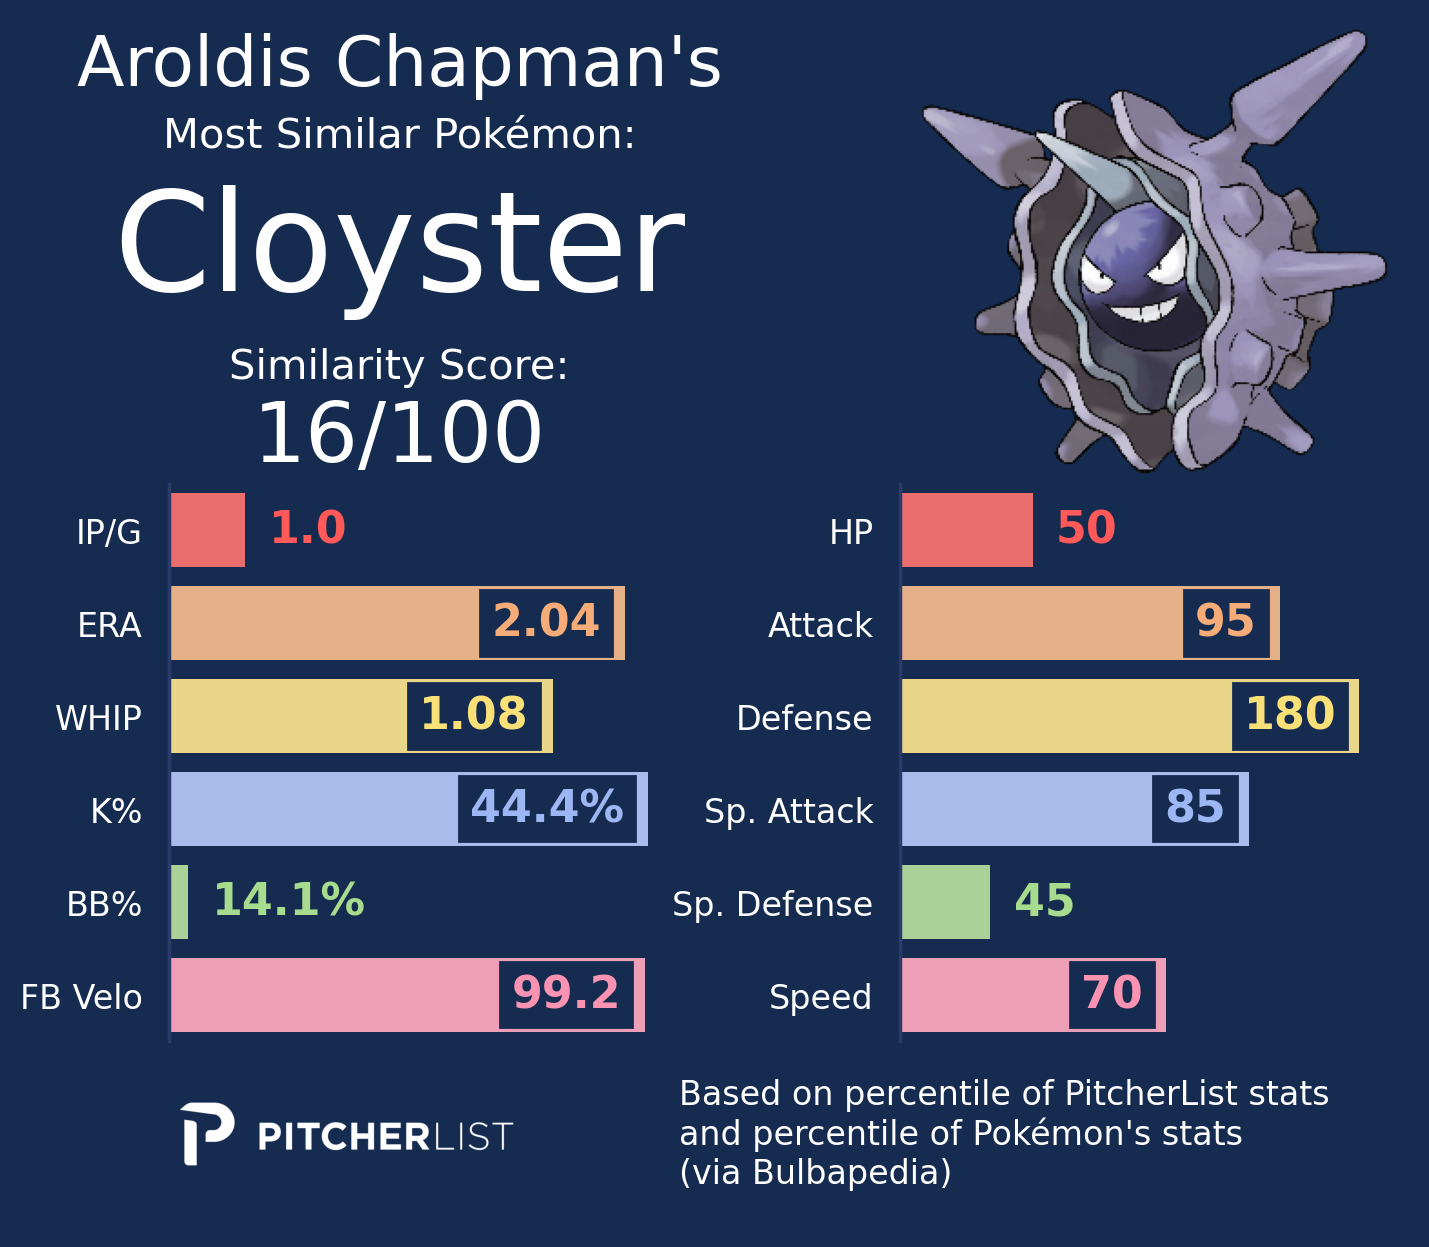 Aroldis Chapman's
Most Similar Pokémon:
Cloyster
Similarity Score:
16/100
IP/G 1.0
ERA 2.04
WHIP 1.08
K% 44.4%
BB% 14.1%
FB Velo 99.2
HP 50
Attack 95
Defense 180
Sp. Attack 85
Sp. Defense 45
Speed 70
PITCHERLIST
Based on percentile of PitcherList stats
and percentile of Pokémon's stats
(via Bulbapedia)